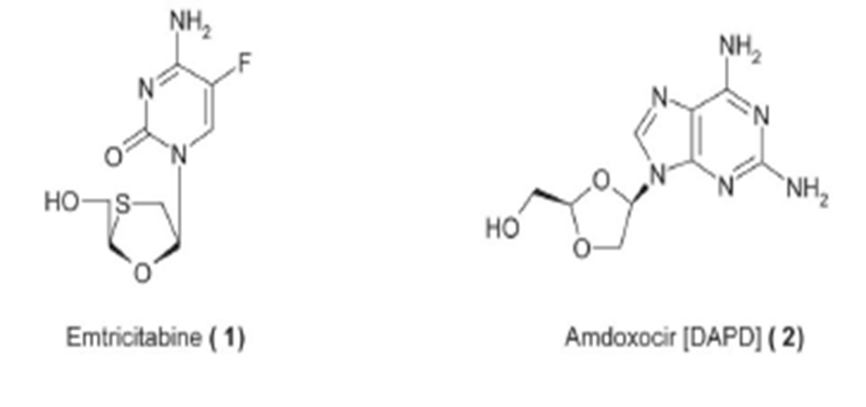 NH2
N
F
O
N
HO
S
O
Emtricitabine ( 1)
NH2
N
N
O
N
N
NH2
HO
O
Amdoxocir [DAPD] ( 2)